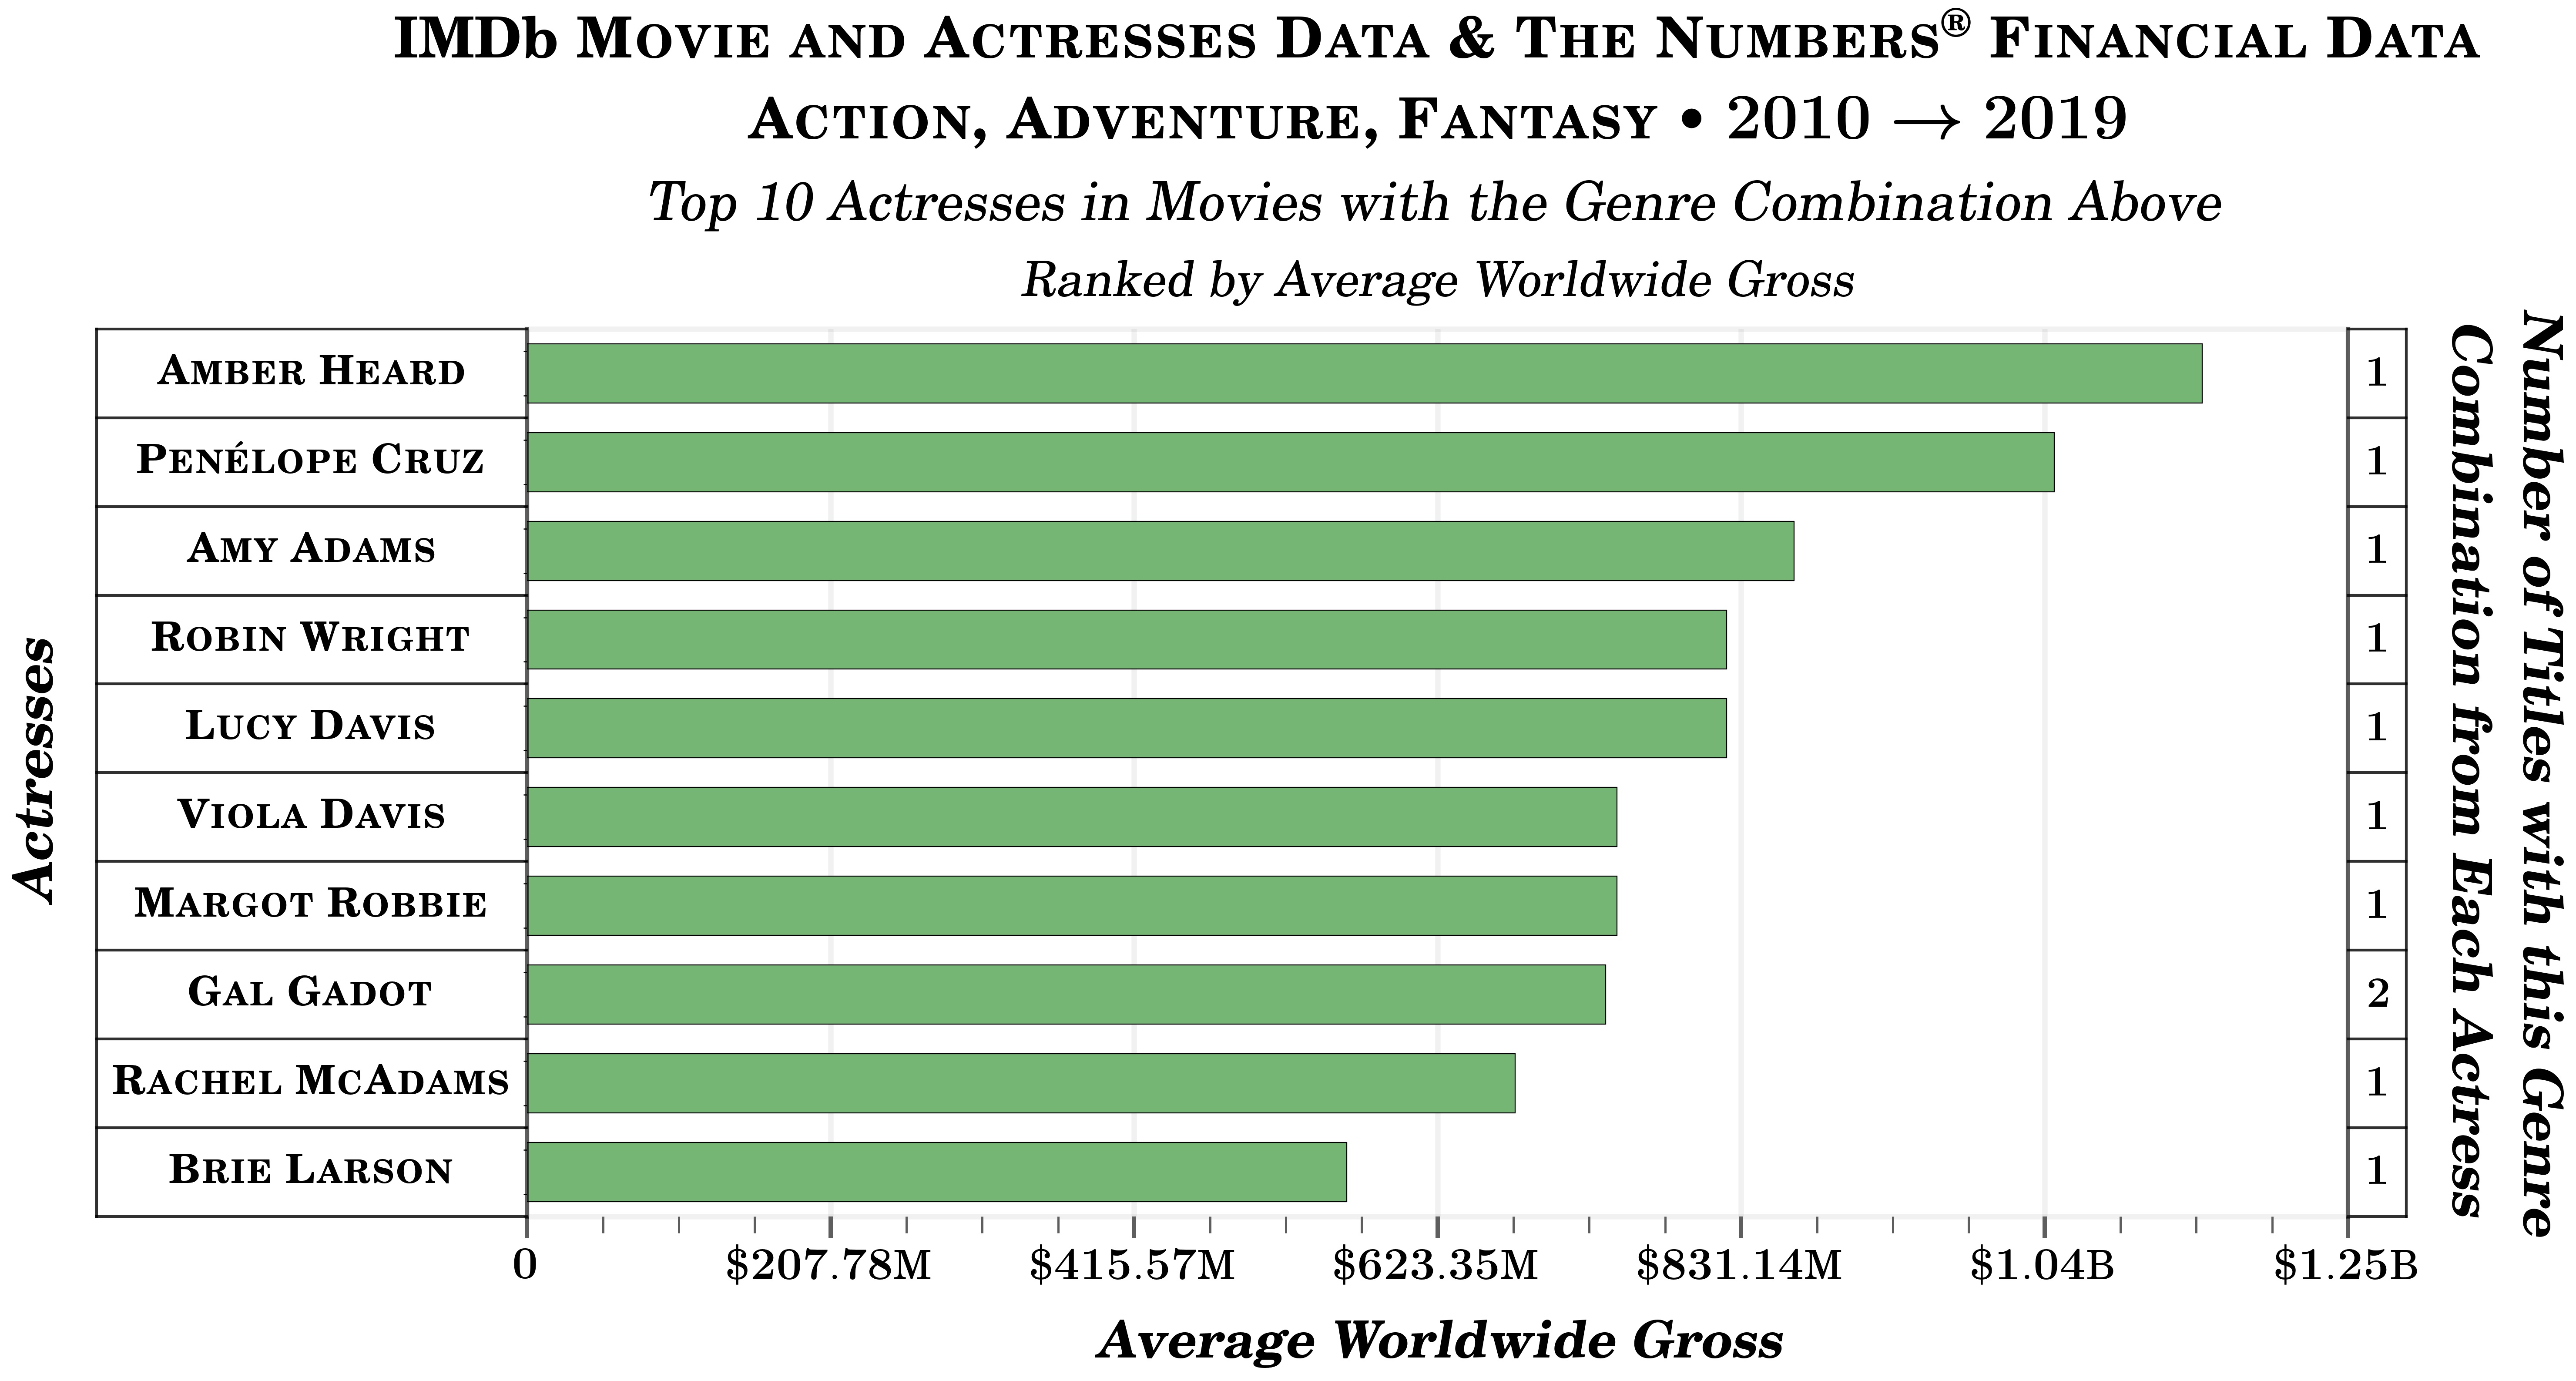 IMDb Movie and Actresses Data & The Numbers® Financial Data
Action, Adventure, Fantasy • 2010 → 2019
Top 10 Actresses in Movies with the Genre Combination Above
Ranked by Average Worldwide Gross
Actresses
Amber Heard 1
Penélope Cruz 1
Amy Adams 1
Robin Wright 1
Lucy Davis 1
Viola Davis 1
Margot Robbie 1
Gal Gadot 2
Rachel McAdams 1
Brie Larson 1
0 $207.78M $415.57M $623.35M $831.14M $1.04B $1.25B
Average Worldwide Gross
Number of Titles with this Genre
Combination from Each Actress